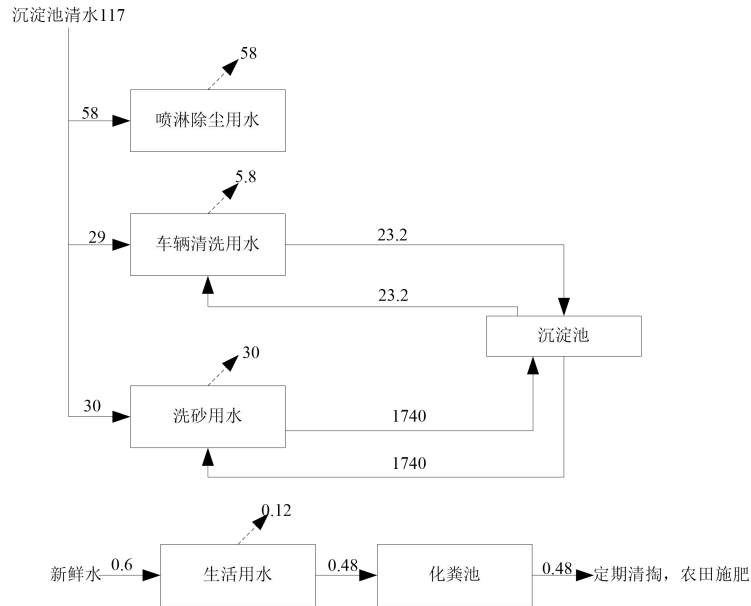 沉淀池清水117
58
58
喷淋除尘用水
5.8
29
车辆清洗用水
23.2
23.2
沉淀池
30
30
洗砂用水
1740
1740
0.12
新鲜水
0.6
生活用水
0.48
化粪池
0.48
定期清掏，农田施肥